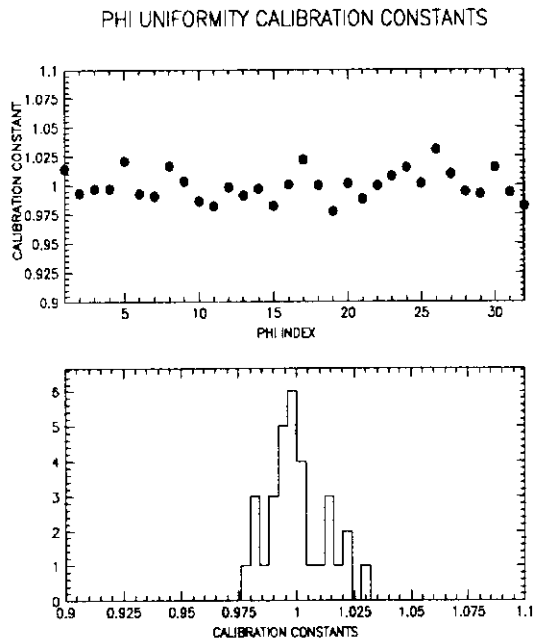 PHI UNIFORMITY CALIBRATION CONSTANTS
1.1
1.075
1.05
1.025
1
0.975
0.95
0.925
0.9
CALIBRATION CONSTANT
5 10 15 20 25 30
PHI INDEX
6
5
4
3
2
1
0
0.9 0.925 0.95 0.975 1 1.025 1.05 1.075 1.1
CALIBRATION CONSTANTS